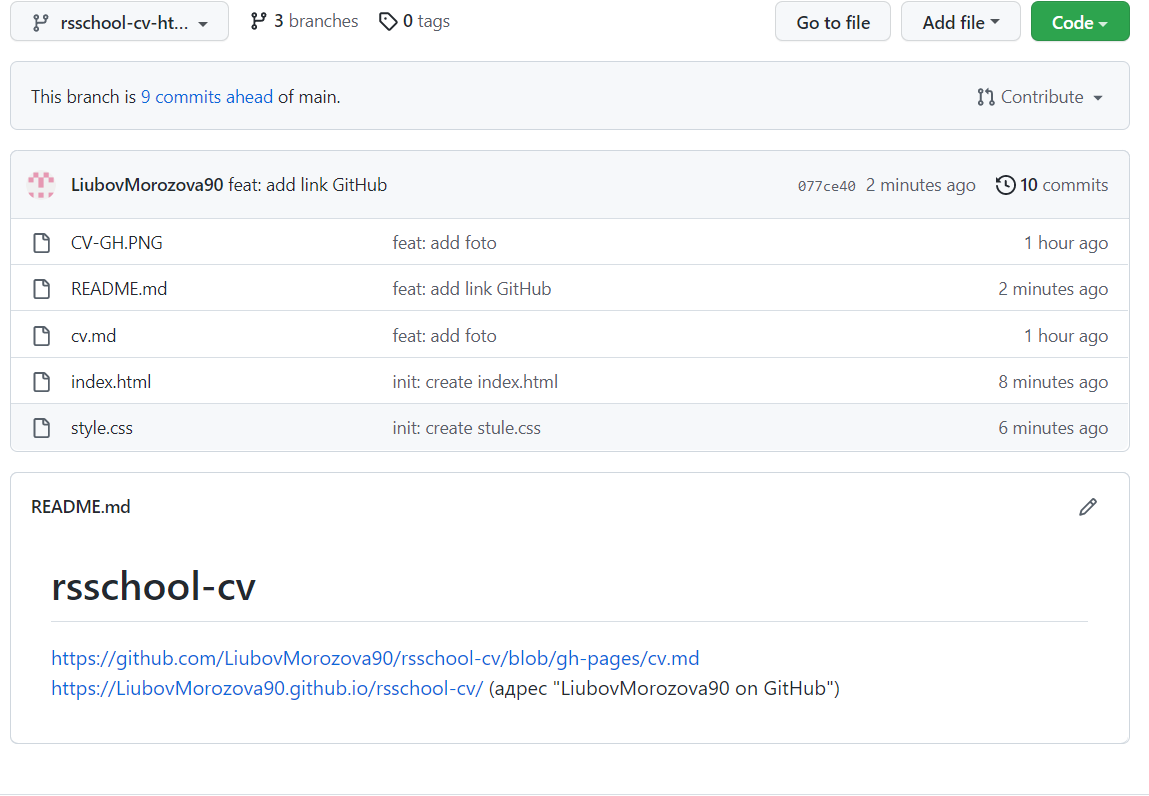 rsschool-cv-ht... 3 branches 0 tags Go to file Add file Code
This branch is 9 commits ahead of main. Contribute
LiubovMorozova90 feat: add link GitHub 077ce40 2 minutes ago 10 commits
CV-GH.PNG feat: add foto 1 hour ago
README.md feat: add link GitHub 2 minutes ago
cv.md feat: add foto 1 hour ago
index.html init: create index.html 8 minutes ago
style.css init: create stule.css 6 minutes ago
README.md
rsschool-cv
https://github.com/LiubovMorozova90/rsschool-cv/blob/gh-pages/cv.md
https://LiubovMorozova90.github.io/rsschool-cv/ (адрес "LiubovMorozova90 on GitHub")